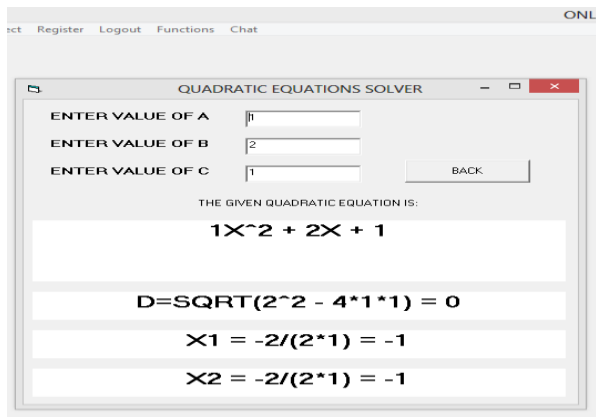 ONL
ect Register Logout Functions Chat
QUADRATIC EQUATIONS SOLVER
ENTER VALUE OF A 1
ENTER VALUE OF B 2
ENTER VALUE OF C 1
BACK
THE GIVEN QUADRATIC EQUATION IS:
1X^2 + 2X + 1
D=SQRT(2^2 - 4*1*1) = 0
X1 = -2/(2*1) = -1
X2 = -2/(2*1) = -1